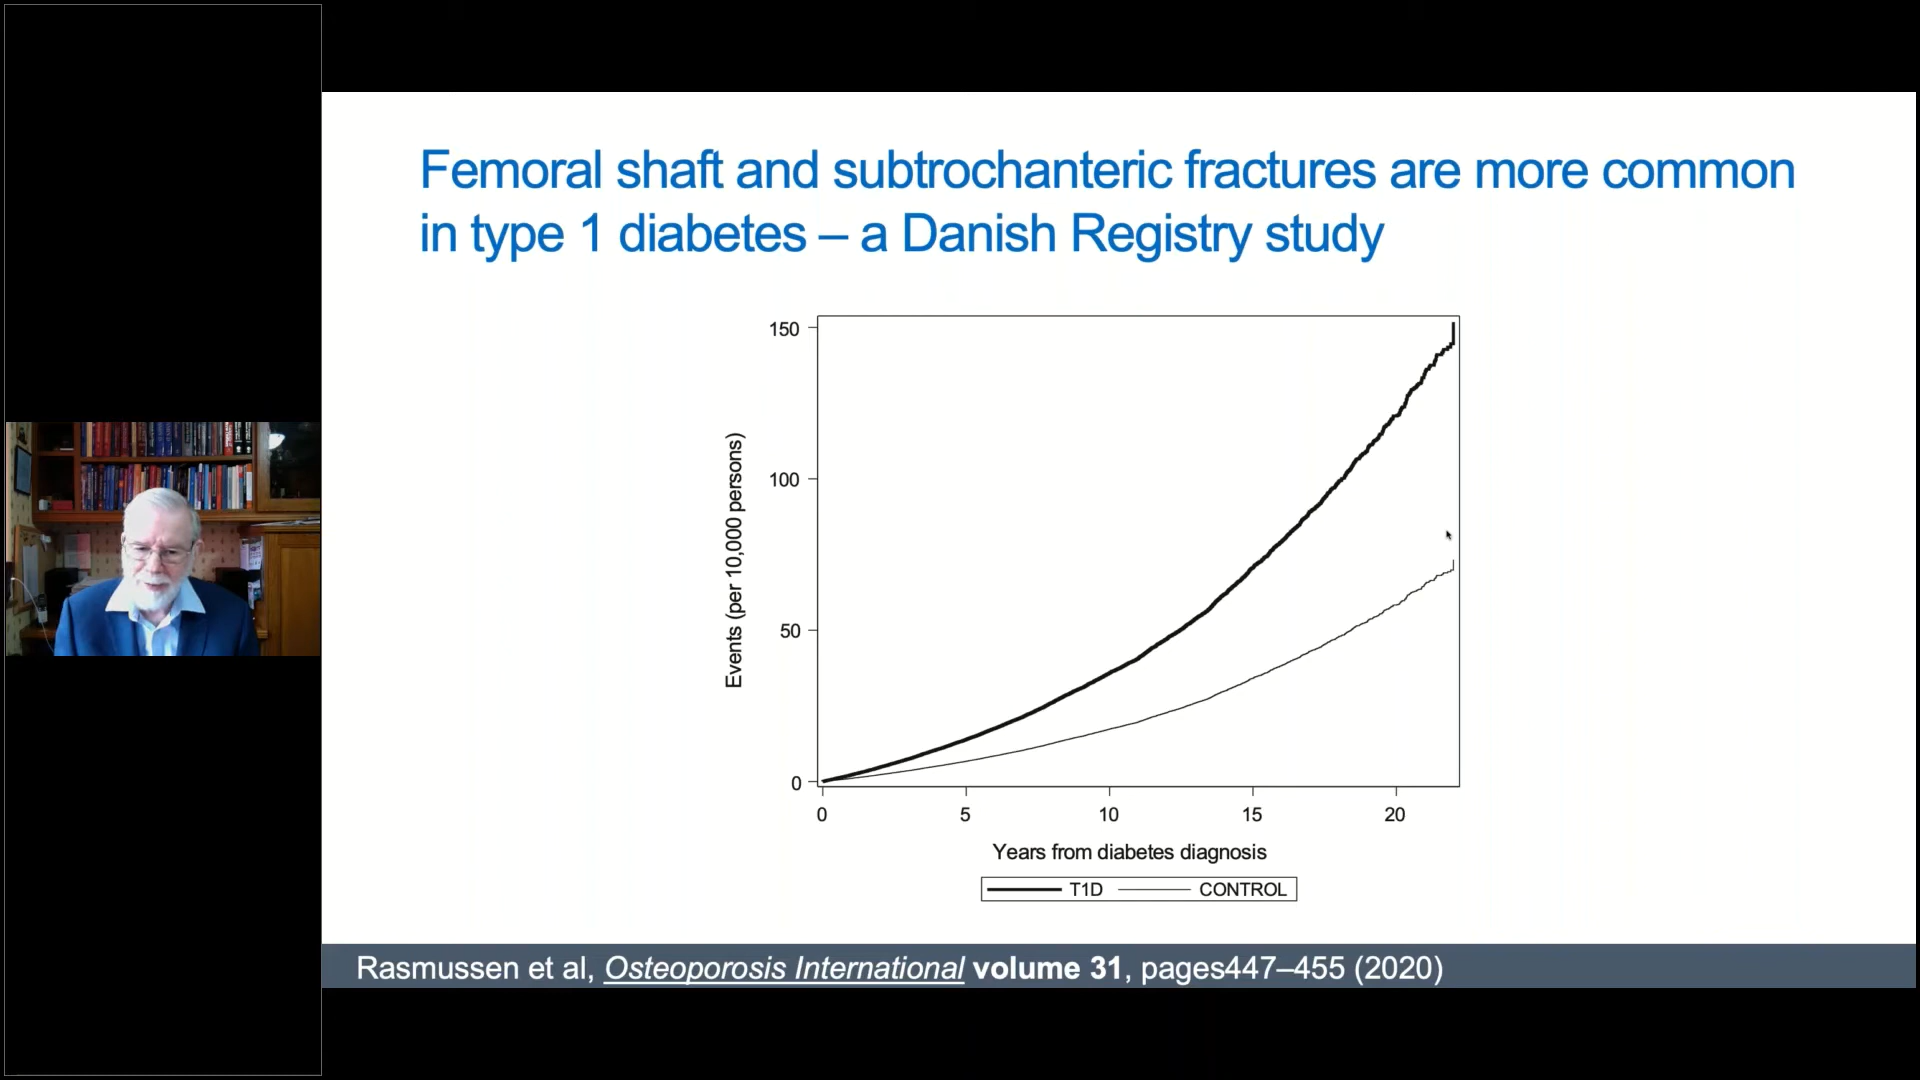 Femoral shaft and subtrochanteric fractures are more common
in type 1 diabetes – a Danish Registry study
150
100
50
0
Events (per 10,000 persons)
0 5 10 15 20
Years from diabetes diagnosis
T1D CONTROL
Rasmussen et al, Osteoporosis International volume 31, pages447–455 (2020)